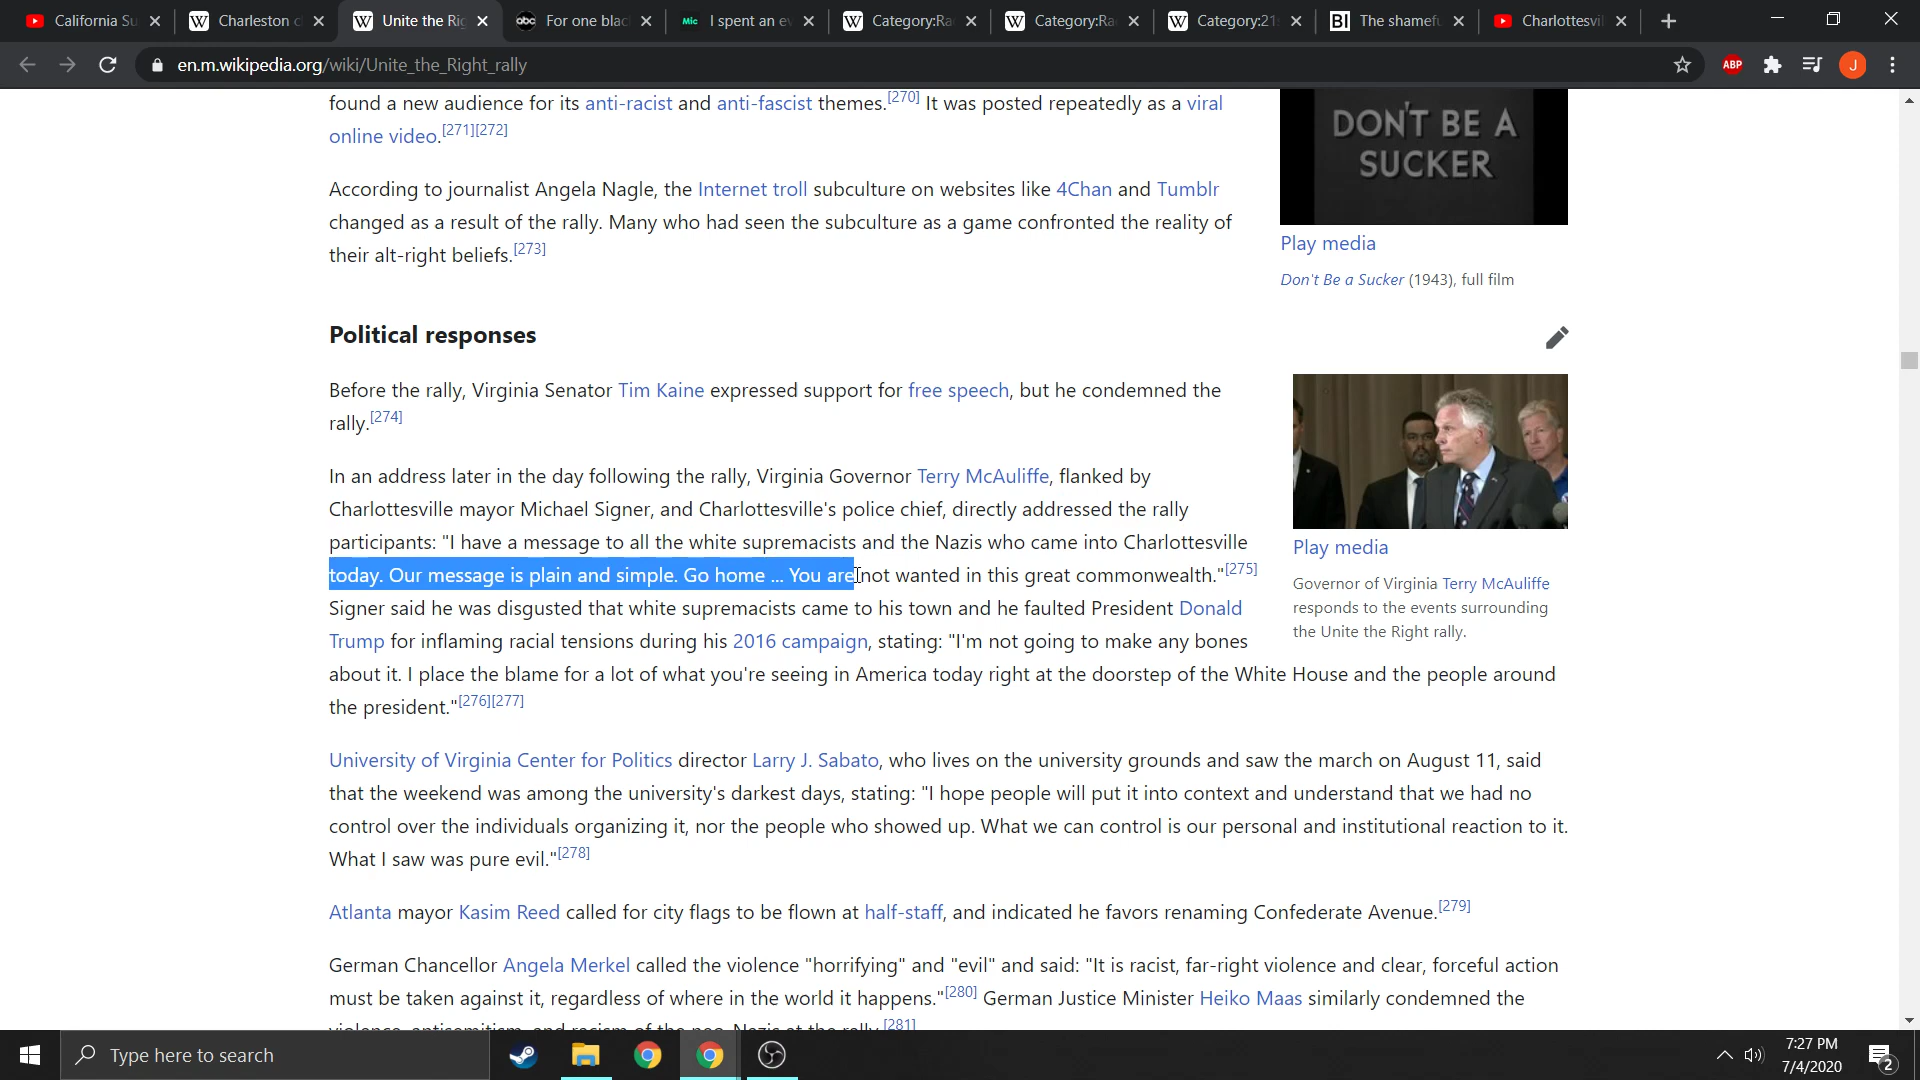 California Su
Charleston c
Unite the Rig
For one blac
Mic I spent an ev
Category:Ra
Category:Ra
Category:21s
BI The shamefu
Charlottesvil
en.m.wikipedia.org/wiki/Unite_the_Right_rally
ABP
J
found a new audience for its anti-racist and anti-fascist themes.[270] It was posted repeatedly as a viral
online video.[271][272]
DON'T BE A
SUCKER
Play media
Don't Be a Sucker (1943), full film
According to journalist Angela Nagle, the Internet troll subculture on websites like 4Chan and Tumblr
changed as a result of the rally. Many who had seen the subculture as a game confronted the reality of
their alt-right beliefs.[273]
Political responses
Before the rally, Virginia Senator Tim Kaine expressed support for free speech, but he condemned the
rally.[274]
In an address later in the day following the rally, Virginia Governor Terry McAuliffe, flanked by
Charlottesville mayor Michael Signer, and Charlottesville's police chief, directly addressed the rally
participants: "I have a message to all the white supremacists and the Nazis who came into Charlottesville
today. Our message is plain and simple. Go home ... You are not wanted in this great commonwealth."[275]
Signer said he was disgusted that white supremacists came to his town and he faulted President Donald
Trump for inflaming racial tensions during his 2016 campaign, stating: "I'm not going to make any bones
about it. I place the blame for a lot of what you're seeing in America today right at the doorstep of the White House and the people around
the president."[276][277]
Play media
Governor of Virginia Terry McAuliffe
responds to the events surrounding
the Unite the Right rally.
University of Virginia Center for Politics director Larry J. Sabato, who lives on the university grounds and saw the march on August 11, said
that the weekend was among the university's darkest days, stating: "I hope people will put it into context and understand that we had no
control over the individuals organizing it, nor the people who showed up. What we can control is our personal and institutional reaction to it.
What I saw was pure evil."[278]
Atlanta mayor Kasim Reed called for city flags to be flown at half-staff, and indicated he favors renaming Confederate Avenue.[279]
German Chancellor Angela Merkel called the violence "horrifying" and "evil" and said: "It is racist, far-right violence and clear, forceful action
must be taken against it, regardless of where in the world it happens."[280] German Justice Minister Heiko Maas similarly condemned the
violence, antisemitism, and racism of the neo-Nazis at the rally.[281]
Type here to search
7:27 PM
7/4/2020
2